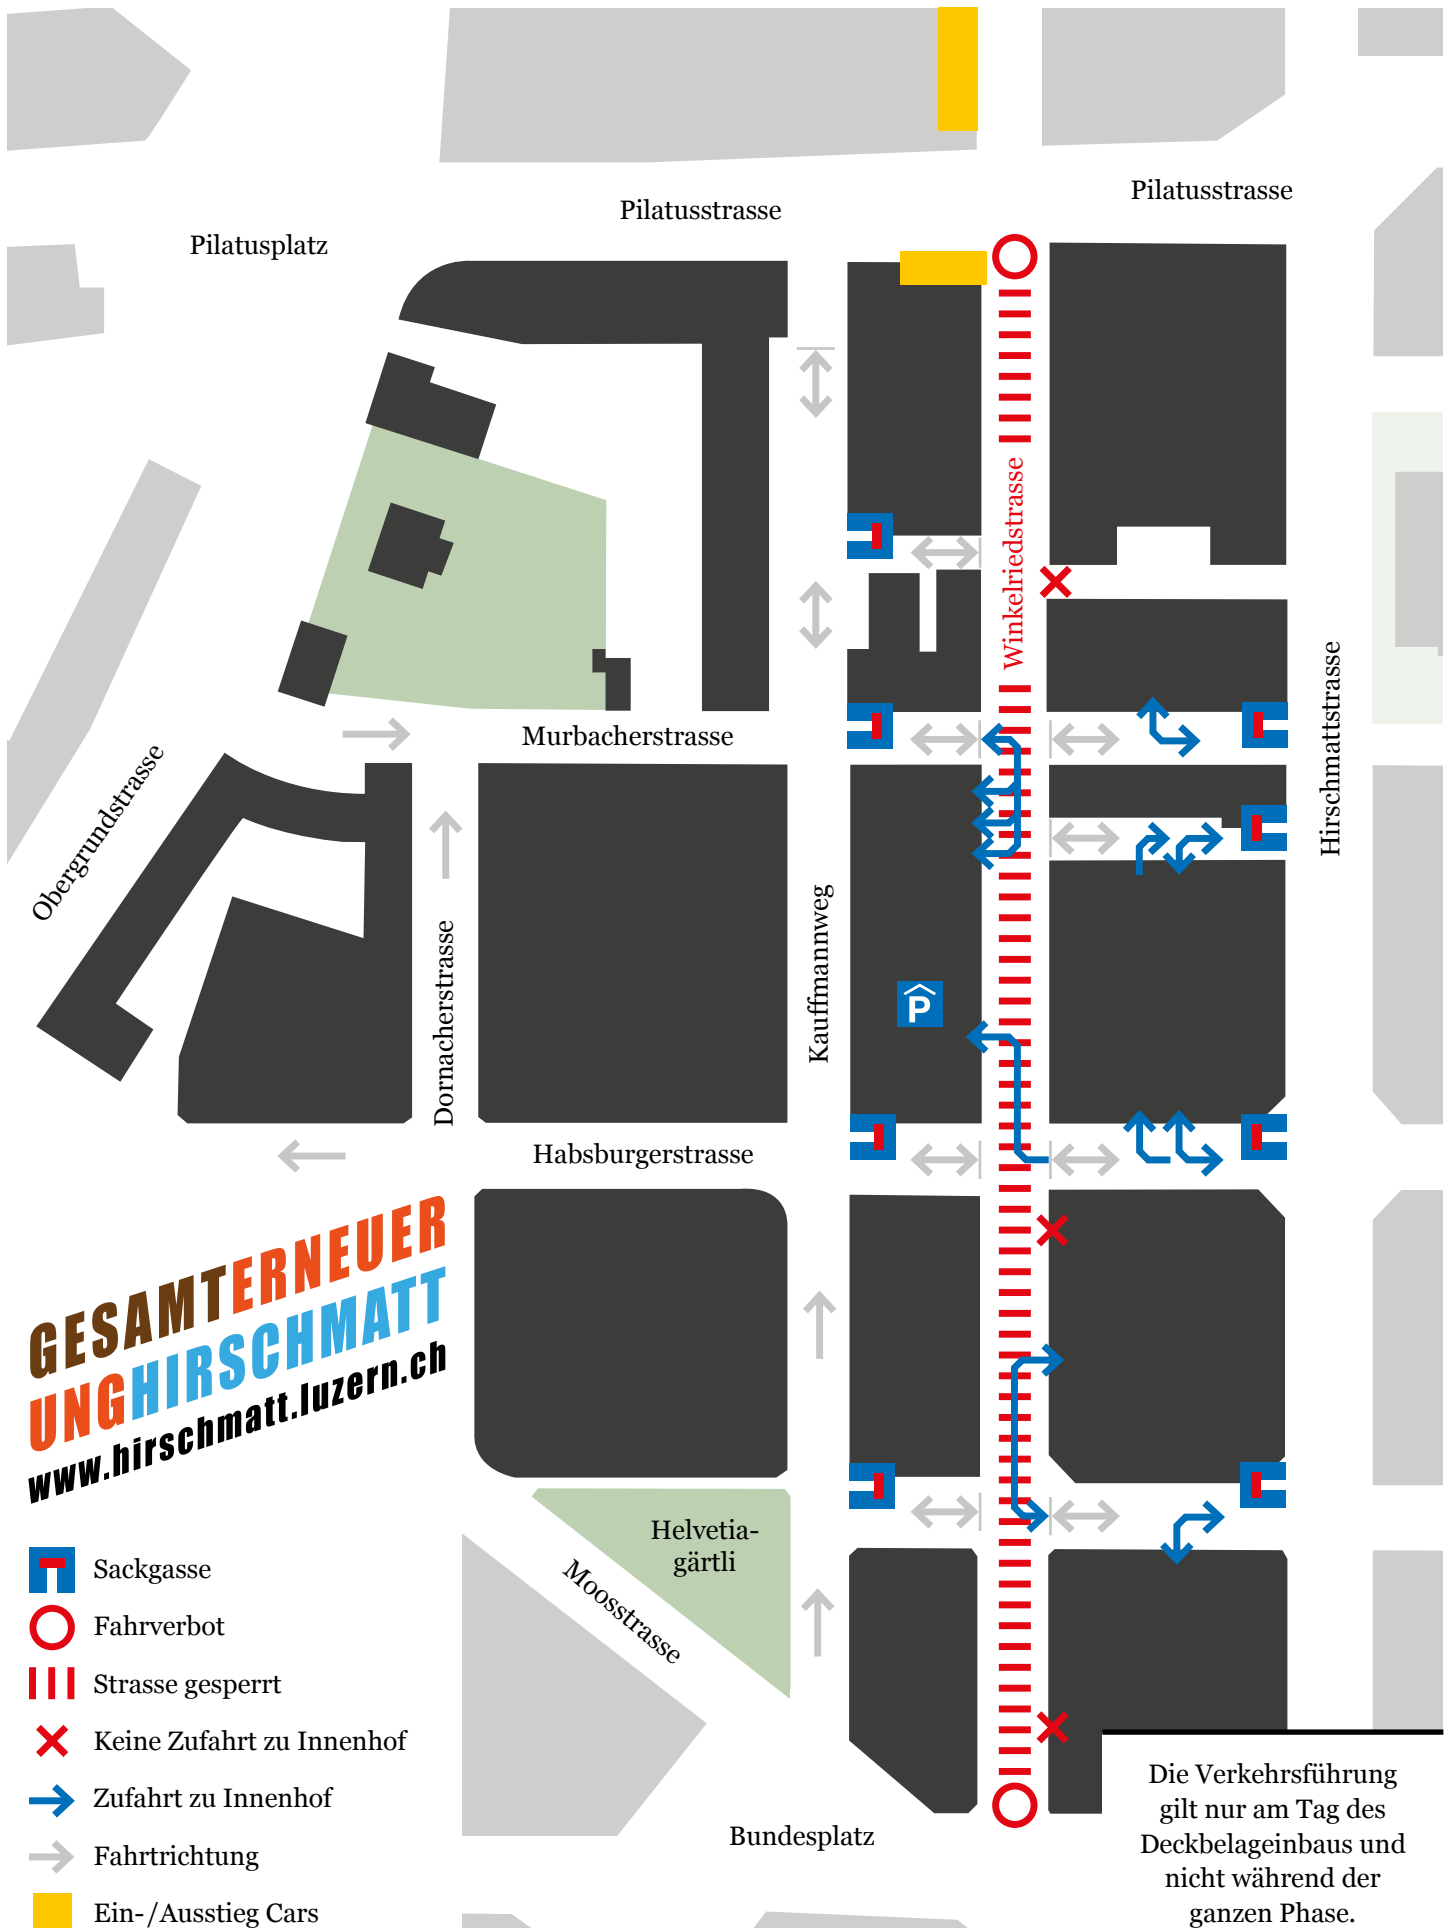 Pilatusstrasse
Pilatusstrasse
Pilatusplatz
Winkelriedstrasse
Murbacherstrasse
Obergrundstrasse
Hirschmattstrasse
Dornacherstrasse
Kauffmannweg
P
Habsburgerstrasse
GESAMTERNEUER
UNGHIRSCHMATT
www.hirschmatt.luzern.ch
Helvetia-
gärtli
Moosstrasse
Bundesplatz
Sackgasse
Fahrverbot
Strasse gesperrt
Keine Zufahrt zu Innenhof
Zufahrt zu Innenhof
Fahrtrichtung
Ein-/Ausstieg Cars
Die Verkehrsführung
gilt nur am Tag des
Deckbelageinbaus und
nicht während der
ganzen Phase.